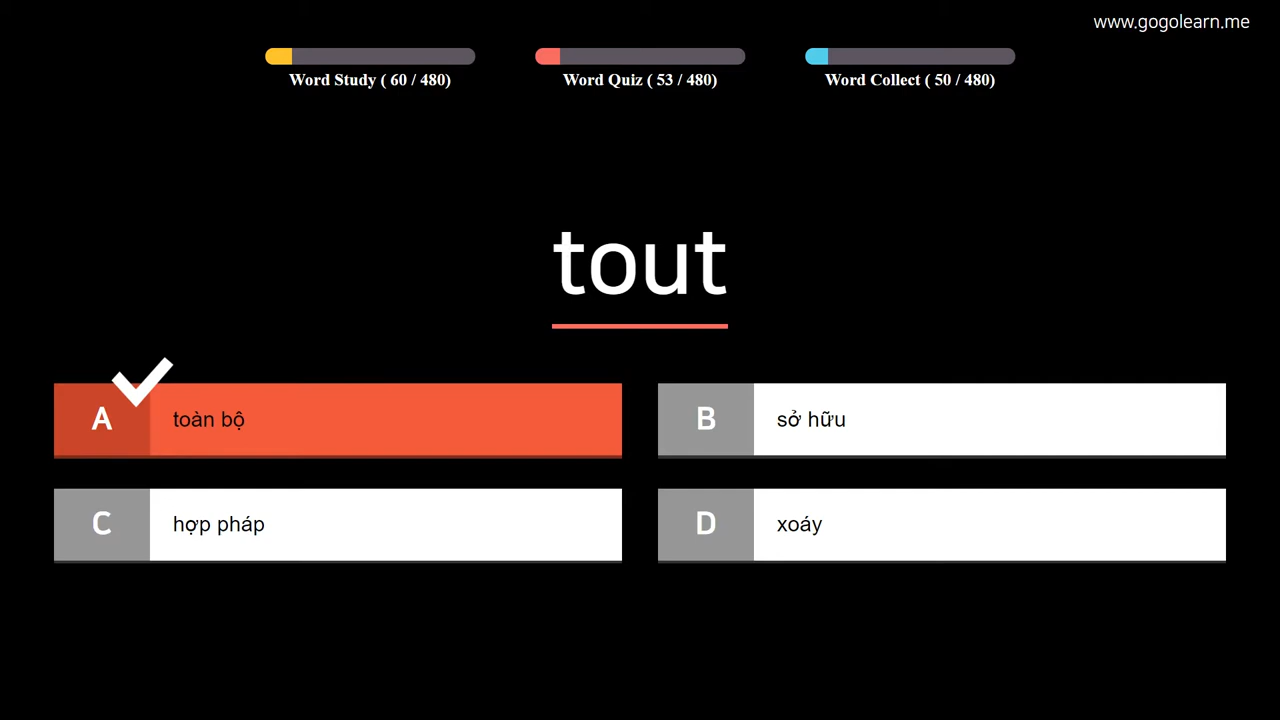 www.gogolearn.me
Word Study ( 60 / 480)
Word Quiz ( 53 / 480)
Word Collect ( 50 / 480)
tout
A toàn bộ
B sở hữu
C hợp pháp
D xoáy